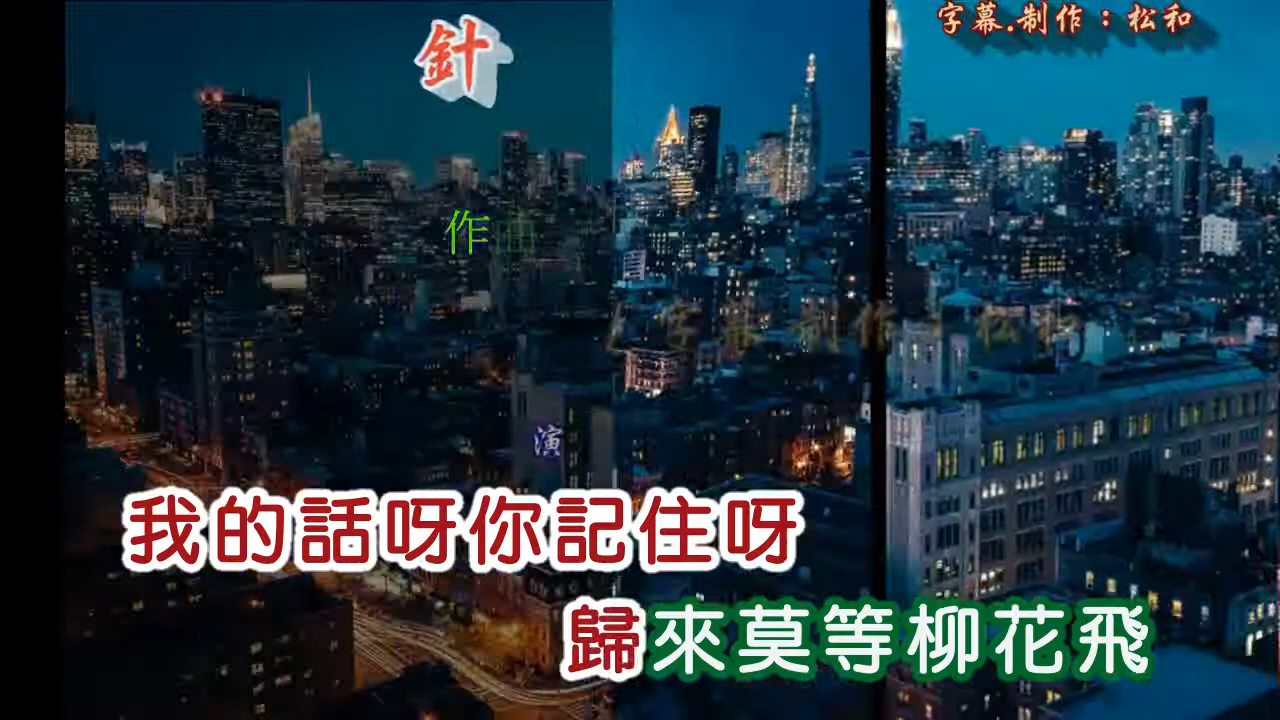 字幕.制作：松和
針
作曲
演
我的話呀你記住呀
歸來莫等柳花飛